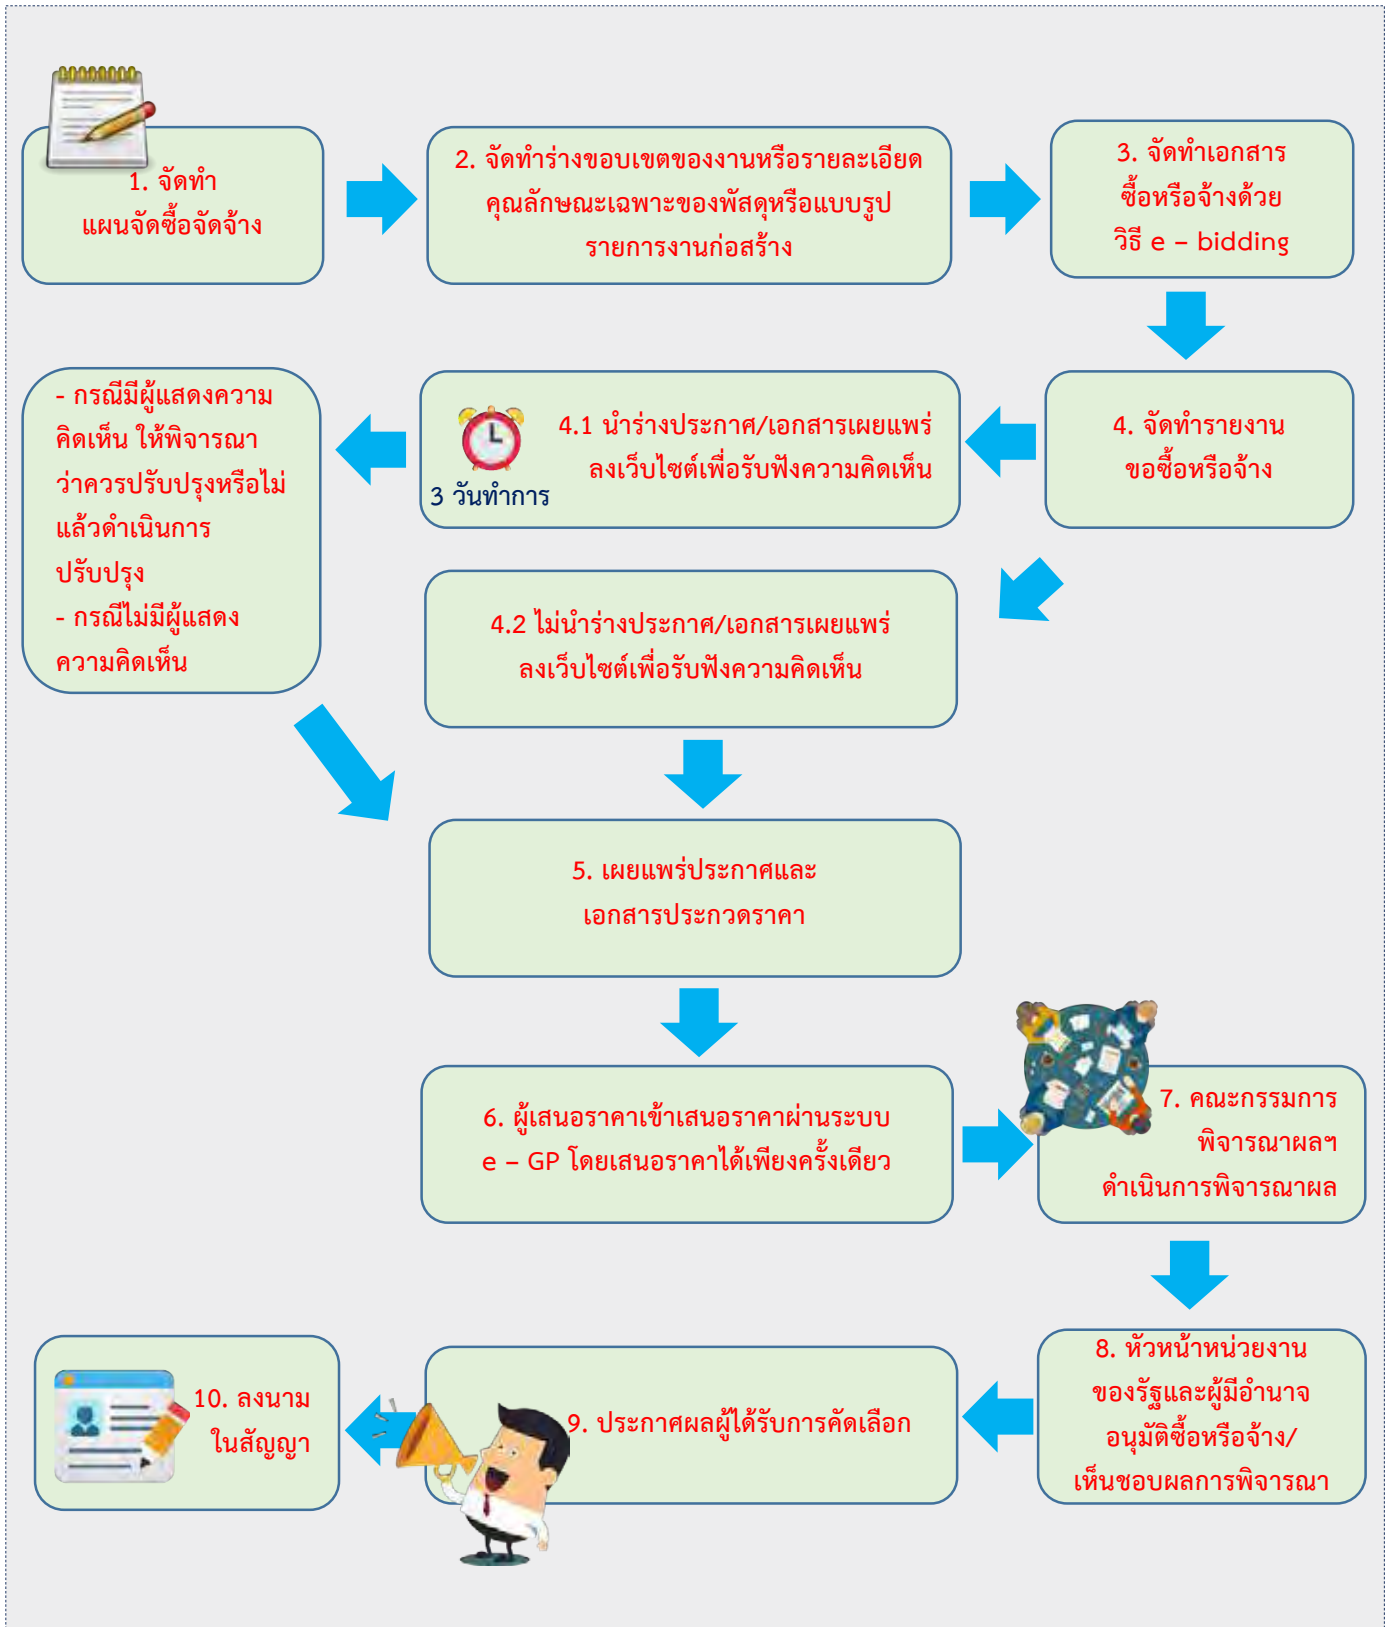 1. จัดทำ
แผนจัดซื้อจัดจ้าง
2. จัดทำร่างขอบเขตของงานหรือรายละเอียด
คุณลักษณะเฉพาะของพัสดุหรือแบบรูป
รายการงานก่อสร้าง
3. จัดทำเอกสาร
ซื้อหรือจ้างด้วย
วิธี e – bidding
4. จัดทำรายงาน
ขอซื้อหรือจ้าง
4.1 นำร่างประกาศ/เอกสารเผยแพร่
ลงเว็บไซต์เพื่อรับฟังความคิดเห็น
3 วันทำการ
- กรณีมีผู้แสดงความ
คิดเห็น ให้พิจารณา
ว่าควรปรับปรุงหรือไม่
แล้วดำเนินการ
ปรับปรุง
- กรณีไม่มีผู้แสดง
ความคิดเห็น
4.2 ไม่นำร่างประกาศ/เอกสารเผยแพร่
ลงเว็บไซต์เพื่อรับฟังความคิดเห็น
5. เผยแพร่ประกาศและ
เอกสารประกวดราคา
6. ผู้เสนอราคาเข้าเสนอราคาผ่านระบบ
e – GP โดยเสนอราคาได้เพียงครั้งเดียว
7. คณะกรรมการ
พิจารณาผลฯ
ดำเนินการพิจารณาผล
8. หัวหน้าหน่วยงาน
ของรัฐและผู้มีอำนาจ
อนุมัติซื้อหรือจ้าง/
เห็นชอบผลการพิจารณา
9. ประกาศผลผู้ได้รับการคัดเลือก
10. ลงนาม
ในสัญญา